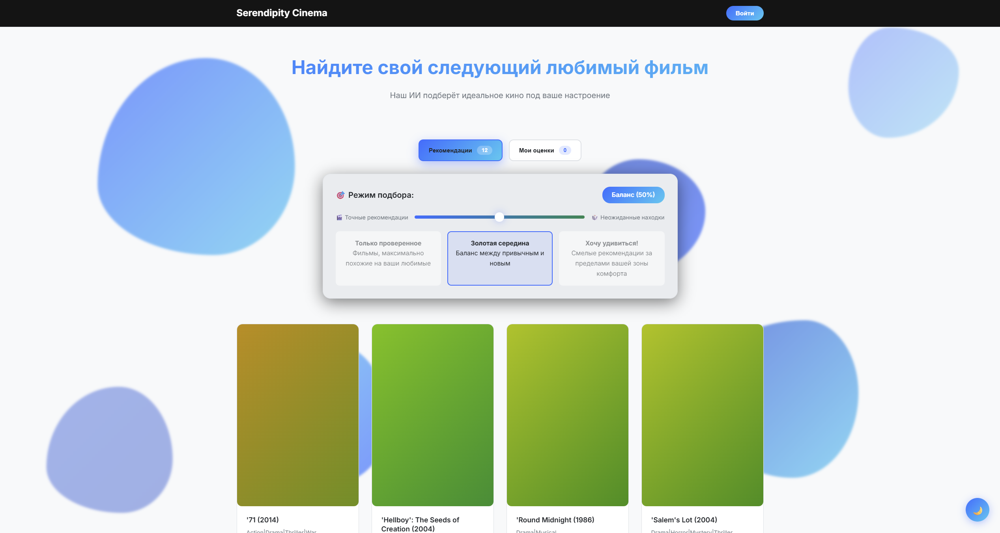 Serendipity Cinema
Войти
Найдите свой следующий любимый фильм
Наш ИИ подберёт идеальное кино под ваше настроение
Рекомендации 12
Мои оценки 0
Режим подбора:
Баланс (50%)
Точные рекомендации
Неожиданные находки
Только проверенное
Фильмы, максимально
похожие на ваши любимые
Золотая середина
Баланс между привычным и
новым
Хочу удивиться!
Смелые рекомендации за
пределами вашей зоны
комфорта
'71 (2014)
Action|Drama|Thriller|War
'Hellboy': The Seeds of
Creation (2004)
'Round Midnight (1986)
Drama|Musical
'Salem's Lot (2004)
Drama|Horror|Mystery|Thriller